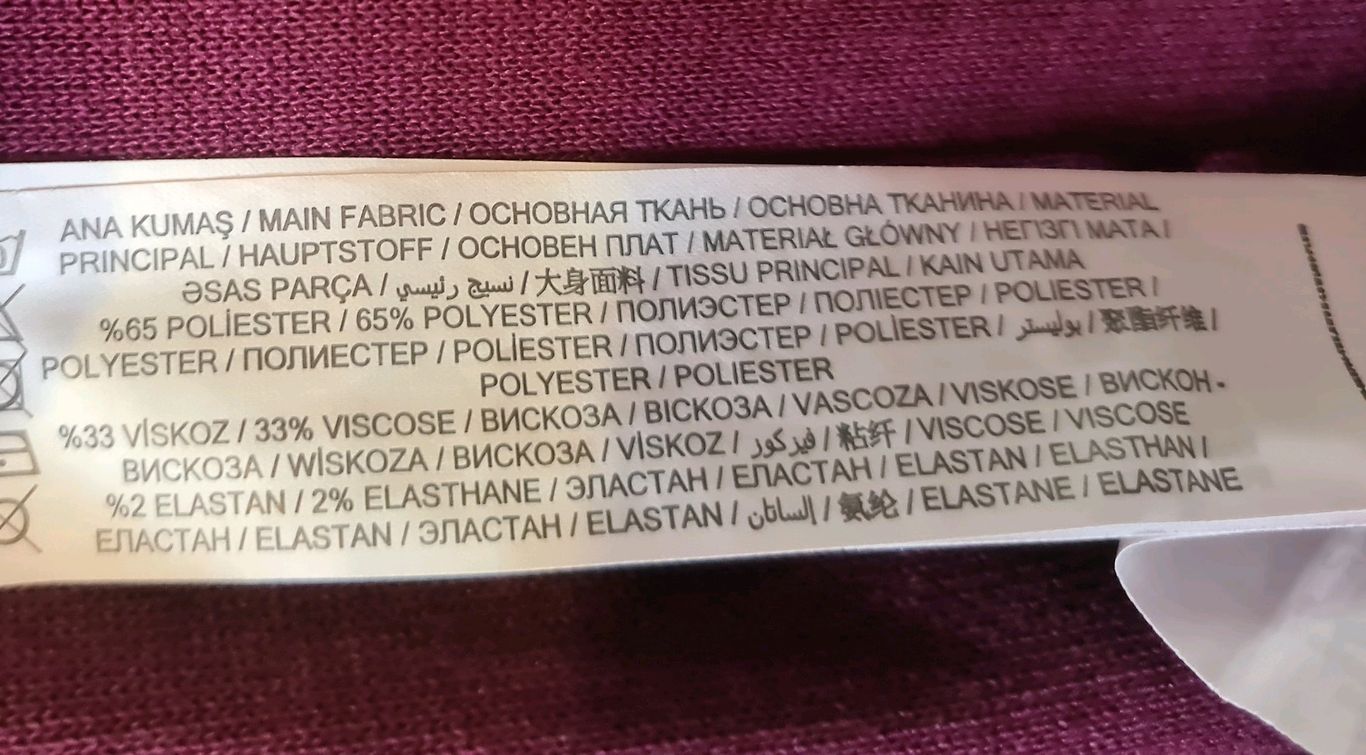 ANA KUMAŞ / MAIN FABRIC / ОСНОВНАЯ ТКАНЬ / ОСНОВНА ТКАНИНА / MATERIAL
PRINCIPAL / HAUPTSTOFF / ОСНОВЕН ПЛАТ / MATERIAŁ GŁÓWNY / НЕГІЗГІ МАТА /
ƏSAS PARÇA / نسيج رئيسي / 大身面料 / TISSU PRINCIPAL / KAIN UTAMA
%65 POLİESTER / 65% POLYESTER / ПОЛИЭСТЕР / ПОЛІЕСТЕР / POLIESTER /
POLYESTER / ПОЛИЕСТЕР / POLİESTER / ПОЛИЭСТЕР / POLİESTER / بوليستر / 聚酯纤维 /
POLYESTER / POLIESTER
%33 VİSKOZ / 33% VISCOSE / ВИСКОЗА / ВІСКОЗА / VASCOZA / VISKOSE / ВИСКОН-
ВИСКОЗА / WİSKOZA / ВИСКОЗА / VİSKOZ / فيركور / 粘纤 / VISCOSE / VISCOSE
%2 ELASTAN / 2% ELASTHANE / ЭЛАСТАН / ЕЛАСТАН / ELASTAN / ELASTHAN /
ЕЛАСТАН / ELASTAN / ЭЛАСТАН / ELASTAN / الساتان / 氨纶 / ELASTANE / ELASTANE